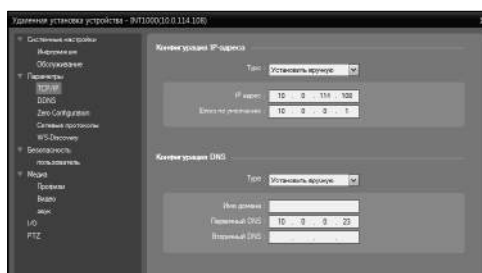 Удаленная установка устройства - INT1000(10.0.114.108)
Системные настройки
Информация
Обслуживание
Параметры
TCP/IP
DDNS
Zero Configuration
Сетевые протоколы
WS-Discovery
Безопасность
пользователь
Медиа
Профили
Видео
звук
I/O
PTZ
Конфигурация IP-адреса
Type: Установить вручную
IP адрес: 10 . 0 . 114 . 108
Шлюз по умолчанию: 10 . 0 . 0 . 1
Конфигурация DNS
Type: Установить вручную
Имя домена:
Первичный DNS: 10 . 0 . 0 . 23
Вторичный DNS: . . .